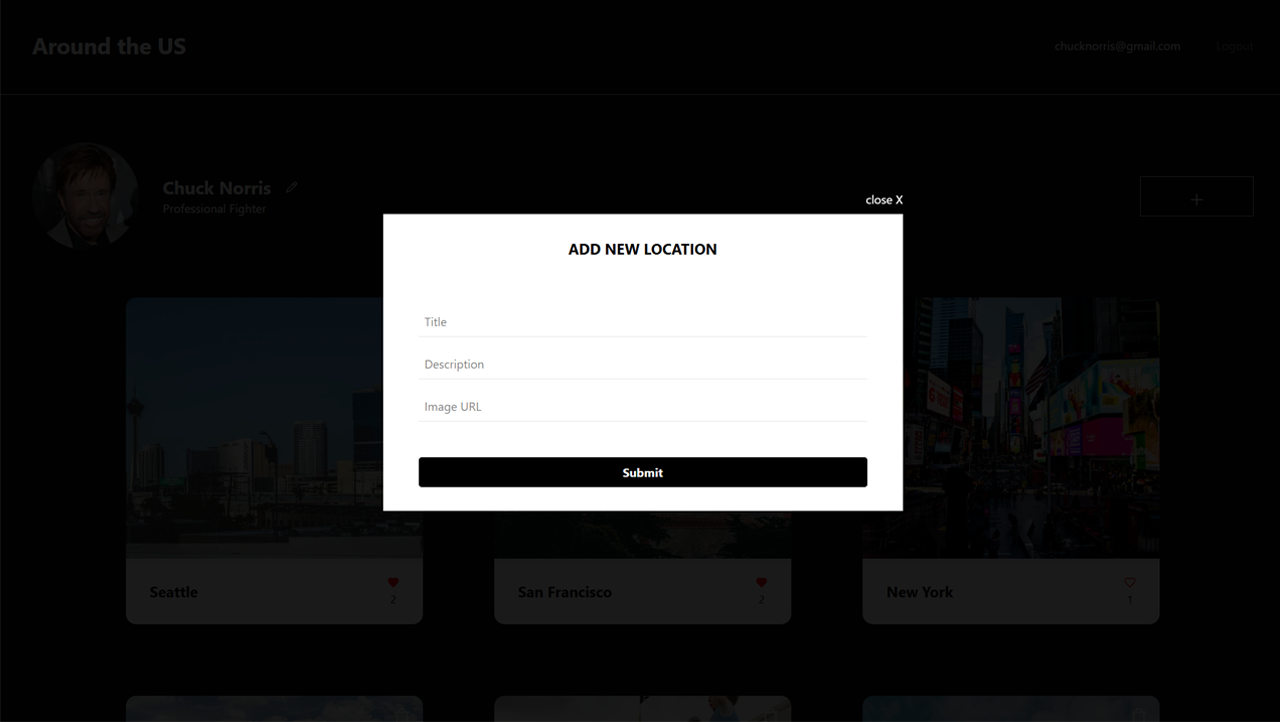 Around the US
chucknorris@gmail.com
Logout
Chuck Norris
Professional Fighter
+
close X
ADD NEW LOCATION
Title
Description
Image URL
Submit
Seattle
2
San Francisco
2
New York
1